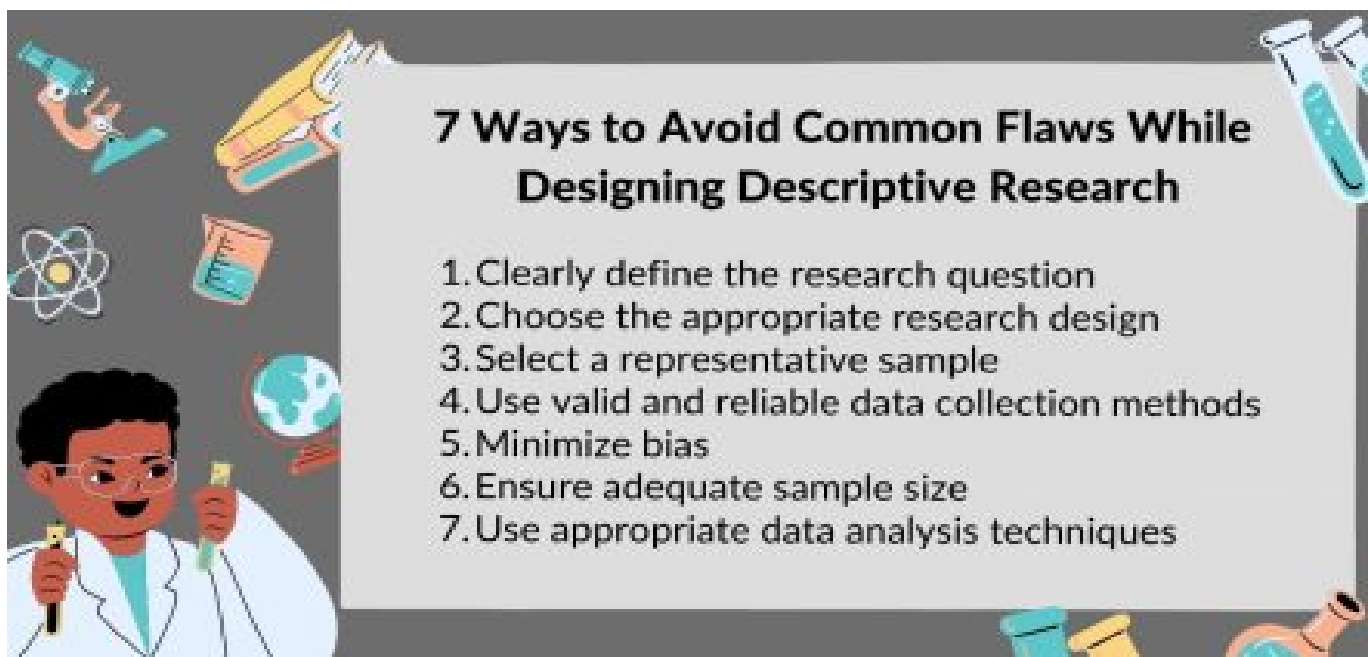 7 Ways to Avoid Common Flaws While
Designing Descriptive Research
1. Clearly define the research question
2. Choose the appropriate research design
3. Select a representative sample
4. Use valid and reliable data collection methods
5. Minimize bias
6. Ensure adequate sample size
7. Use appropriate data analysis techniques